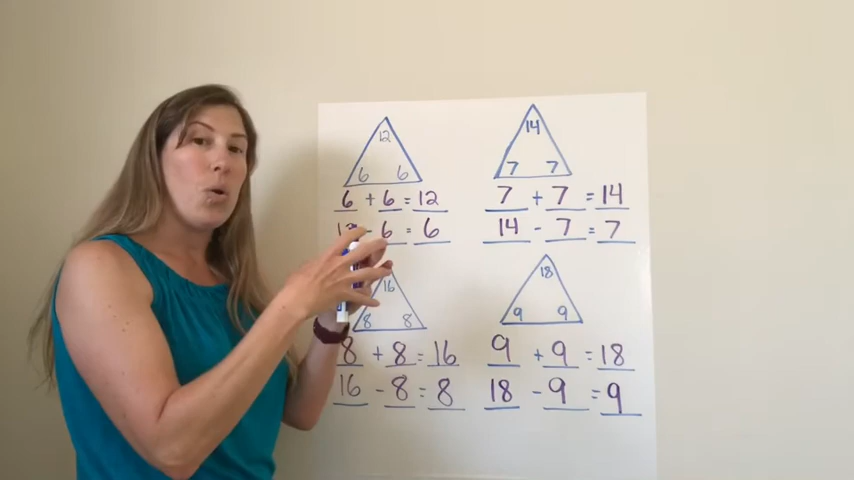 12
6 6
6 + 6 = 12
12 - 6 = 6
14
7 7
7 + 7 = 14
14 - 7 = 7
16
8 8
8 + 8 = 16
16 - 8 = 8
18
9 9
9 + 9 = 18
18 - 9 = 9